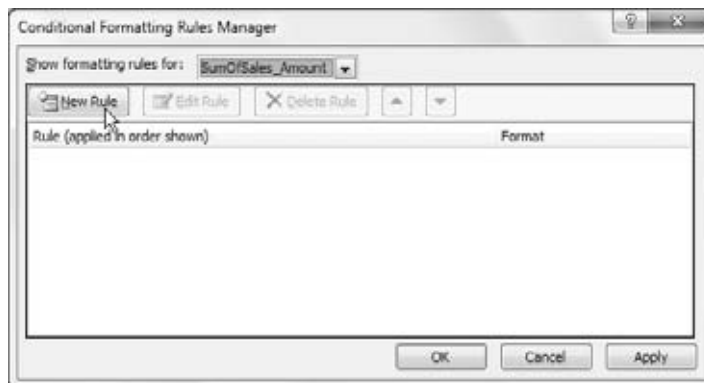 Conditional Formatting Rules Manager
Show formatting rules for: SumOfSales_Amount
New Rule Edit Rule Delete Rule
Rule (applied in order shown) Format
OK Cancel Apply